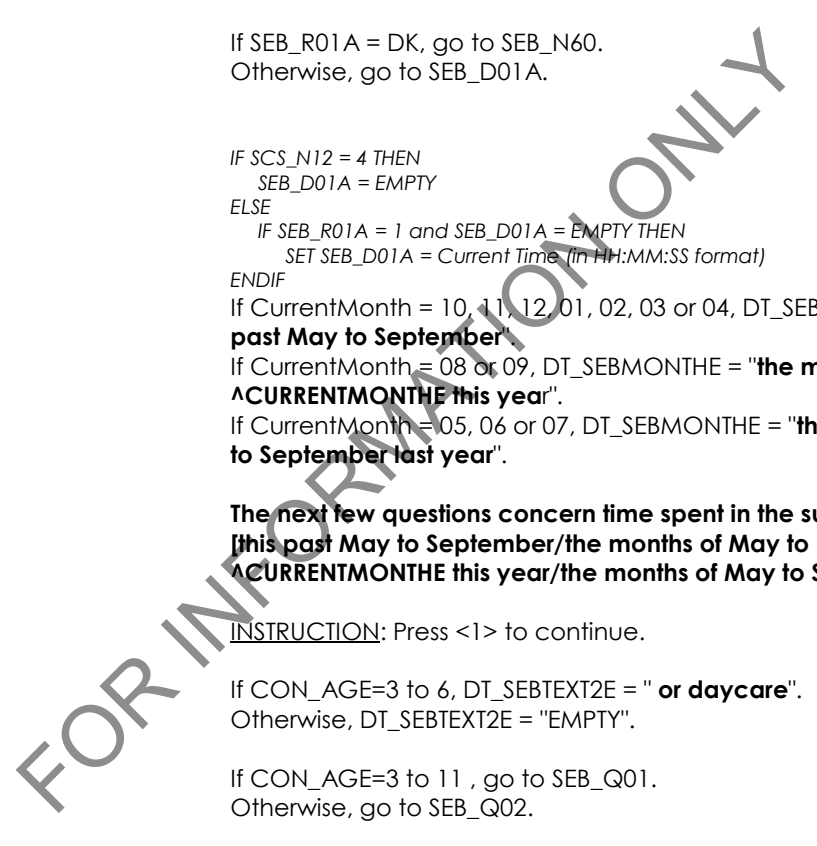 If SEB_R01A = DK, go to SEB_N60.
Otherwise, go to SEB_D01A.
IF SCS_N12 = 4 THEN
SEB_D01A = EMPTY
ELSE
IF SEB_R01A = 1 and SEB_D01A = EMPTY THEN
SET SEB_D01A = Current Time (in HH:MM:SS format)
ENDIF
If CurrentMonth = 10, 11, 12, 01, 02, 03 or 04, DT_SEB
past May to September".
If CurrentMonth = 08 or 09, DT_SEBMONTHE = "the m
^CURRENTMONTHE this year".
If CurrentMonth = 05, 06 or 07, DT_SEBMONTHE = "th
to September last year".
The next few questions concern time spent in the su
[this past May to September/the months of May to
^CURRENTMONTHE this year/the months of May to S
INSTRUCTION: Press <1> to continue.
If CON_AGE=3 to 6, DT_SEBTEXT2E = " or daycare".
Otherwise, DT_SEBTEXT2E = "EMPTY".
If CON_AGE=3 to 11 , go to SEB_Q01.
Otherwise, go to SEB_Q02.
FOR INFORMATION ONLY